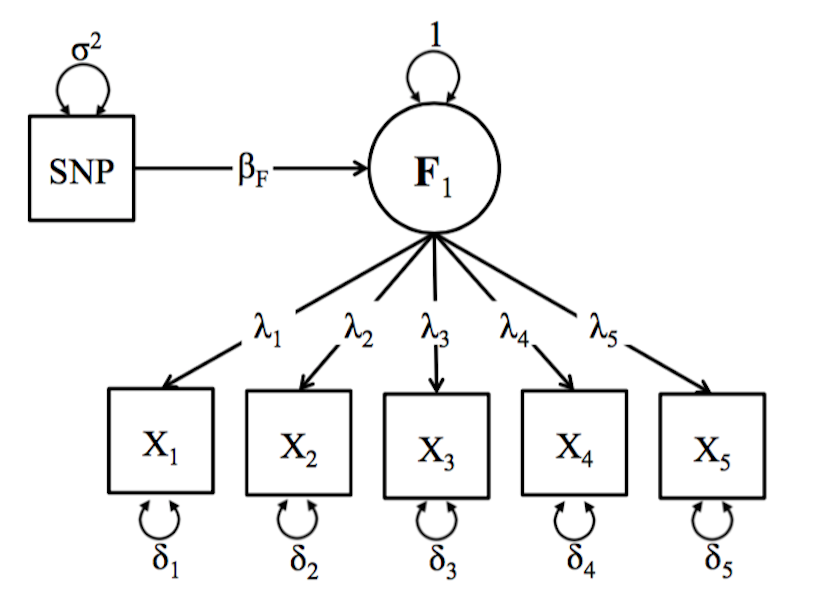 σ² 1
SNP β_F F₁
λ₁ λ₂ λ₃ λ₄ λ₅
X₁ X₂ X₃ X₄ X₅
δ₁ δ₂ δ₃ δ₄ δ₅